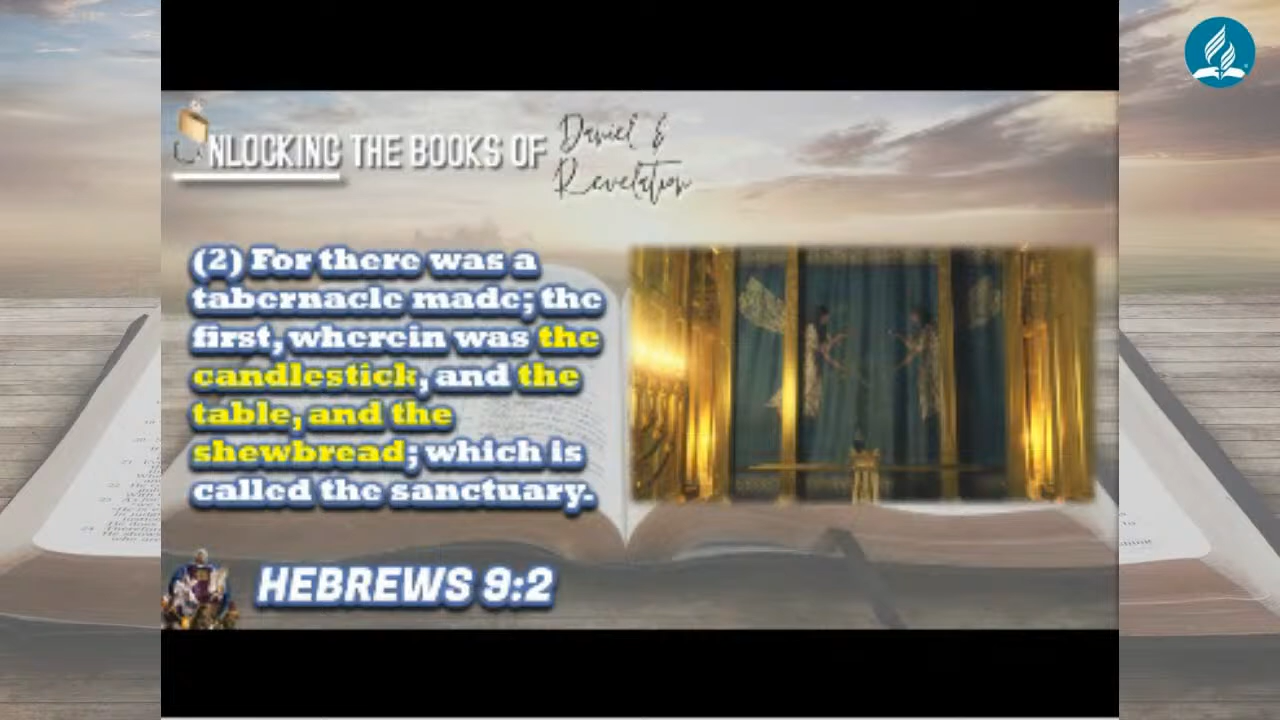 UNLOCKING THE BOOKS OF Daniel & Revelation
(2) For there was a
tabernacle made; the
first, wherein was the
candlestick, and the
table, and the
shewbread; which is
called the sanctuary.
HEBREWS 9:2